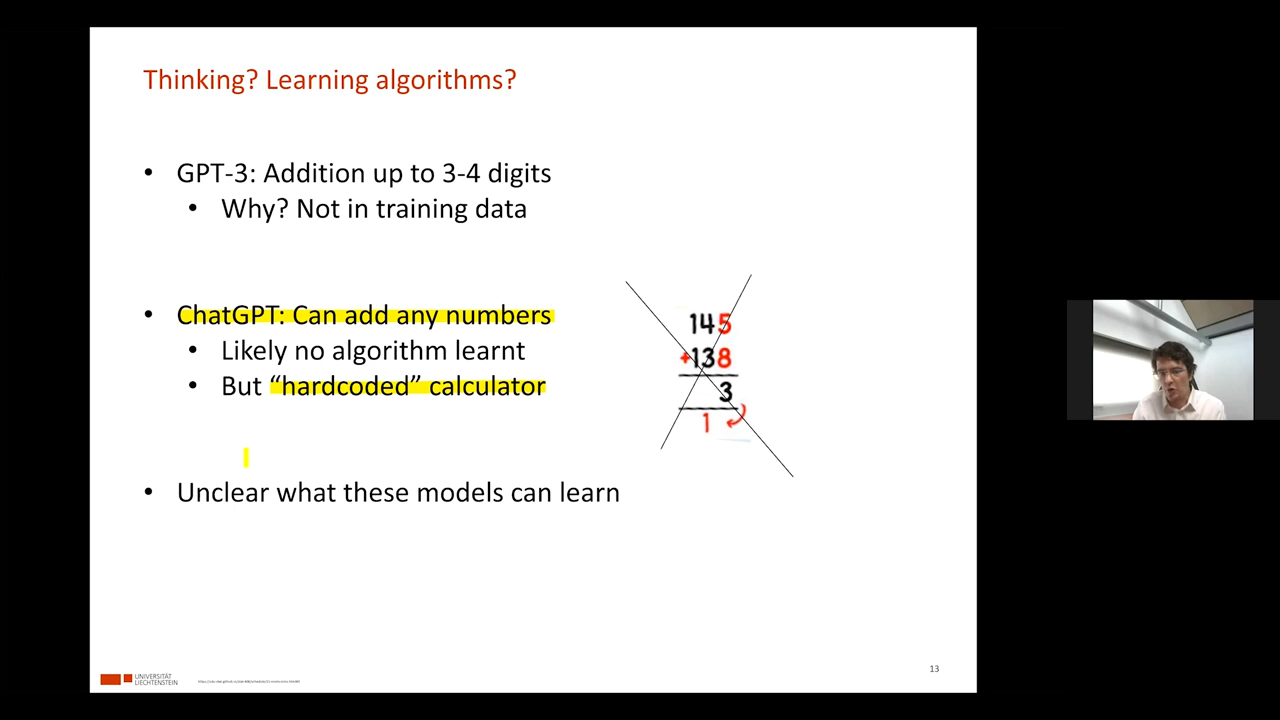 Thinking? Learning algorithms?
• GPT-3: Addition up to 3-4 digits
• Why? Not in training data
• ChatGPT: Can add any numbers
• Likely no algorithm learnt
• But “hardcoded” calculator
145
+138
3
1
• Unclear what these models can learn
13
UNIVERSITÄT
LIECHTENSTEIN